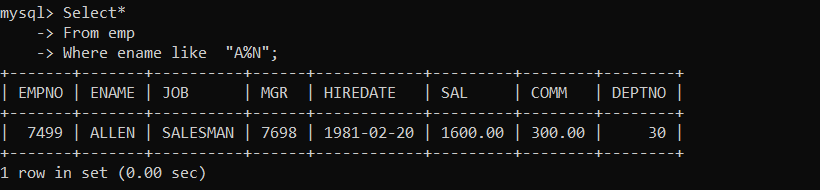 mysql> Select*
    -> From emp
    -> Where ename like  "A%N";
+-------+-------+----------+------+------------+---------+--------+--------+
| EMPNO | ENAME | JOB      | MGR  | HIREDATE   | SAL     | COMM   | DEPTNO |
+-------+-------+----------+------+------------+---------+--------+--------+
|  7499 | ALLEN | SALESMAN | 7698 | 1981-02-20 | 1600.00 | 300.00 |     30 |
+-------+-------+----------+------+------------+---------+--------+--------+
1 row in set (0.00 sec)